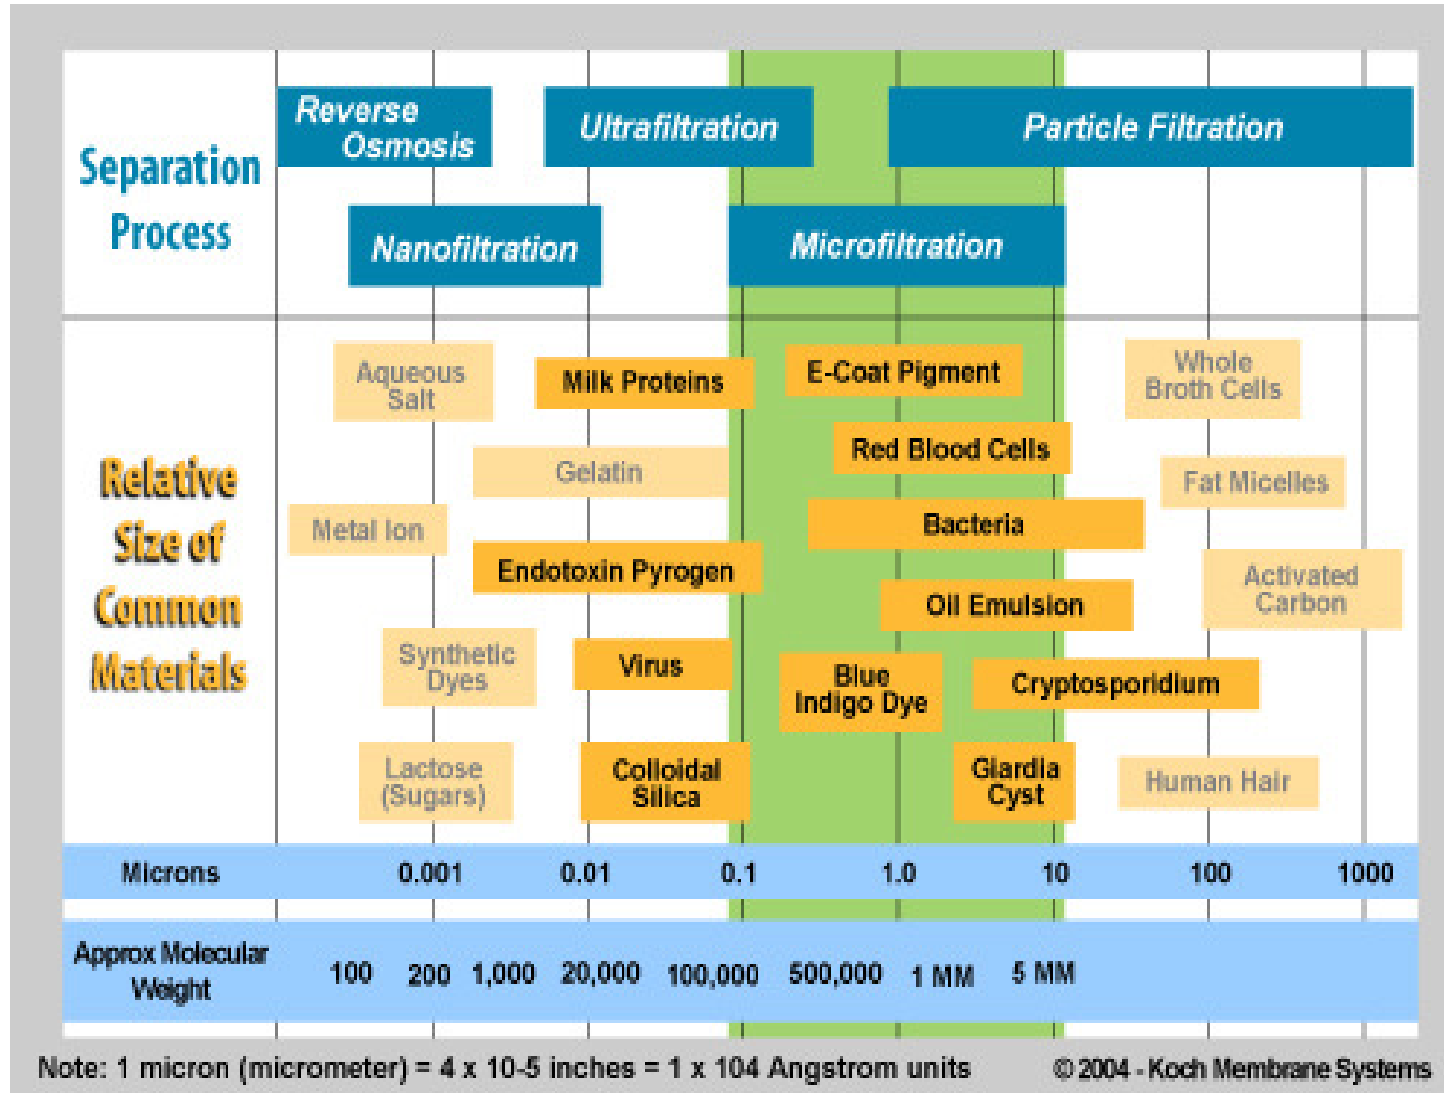 Separation
Process
Reverse
Osmosis
Ultrafiltration
Particle Filtration
Nanofiltration
Microfiltration
Relative
Size of
Common
Materials
Aqueous
Salt
Milk Proteins
E-Coat Pigment
Whole
Broth Cells
Gelatin
Red Blood Cells
Fat Micelles
Metal Ion
Bacteria
Endotoxin Pyrogen
Oil Emulsion
Activated
Carbon
Synthetic
Dyes
Virus
Blue
Indigo Dye
Cryptosporidium
Lactose
(Sugars)
Colloidal
Silica
Giardia
Cyst
Human Hair
Microns 0.001 0.01 0.1 1.0 10 100 1000
Approx Molecular
Weight
100 200 1,000 20,000 100,000 500,000 1 MM 5 MM
Note: 1 micron (micrometer) = 4 x 10-5 inches = 1 x 104 Angstrom units
© 2004 - Koch Membrane Systems